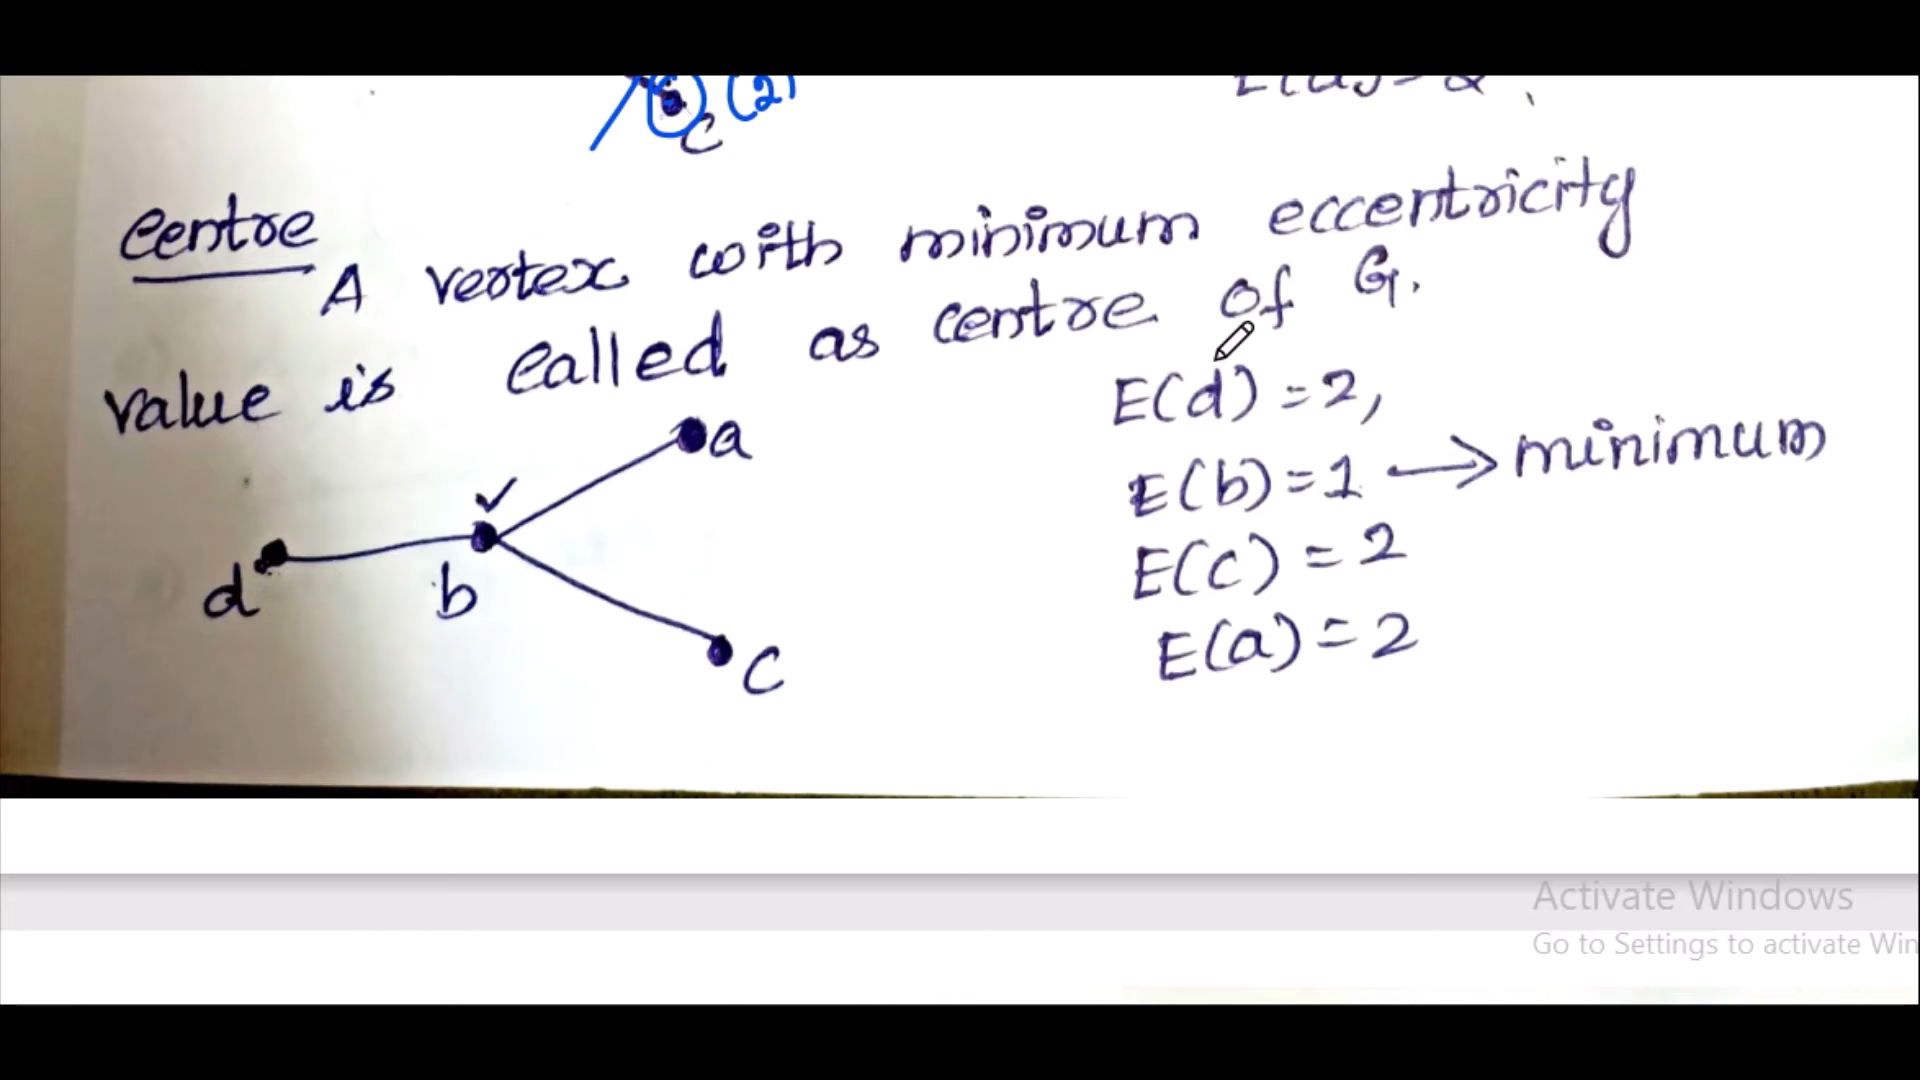 (2)
C
Centre
A vertex with minimum eccentricity
value is called as centre of G.
E(d) = 2,
a
E(b) = 1 → minimum
d
b
E(c) = 2
E(a) = 2
C
Activate Windows
Go to Settings to activate Win